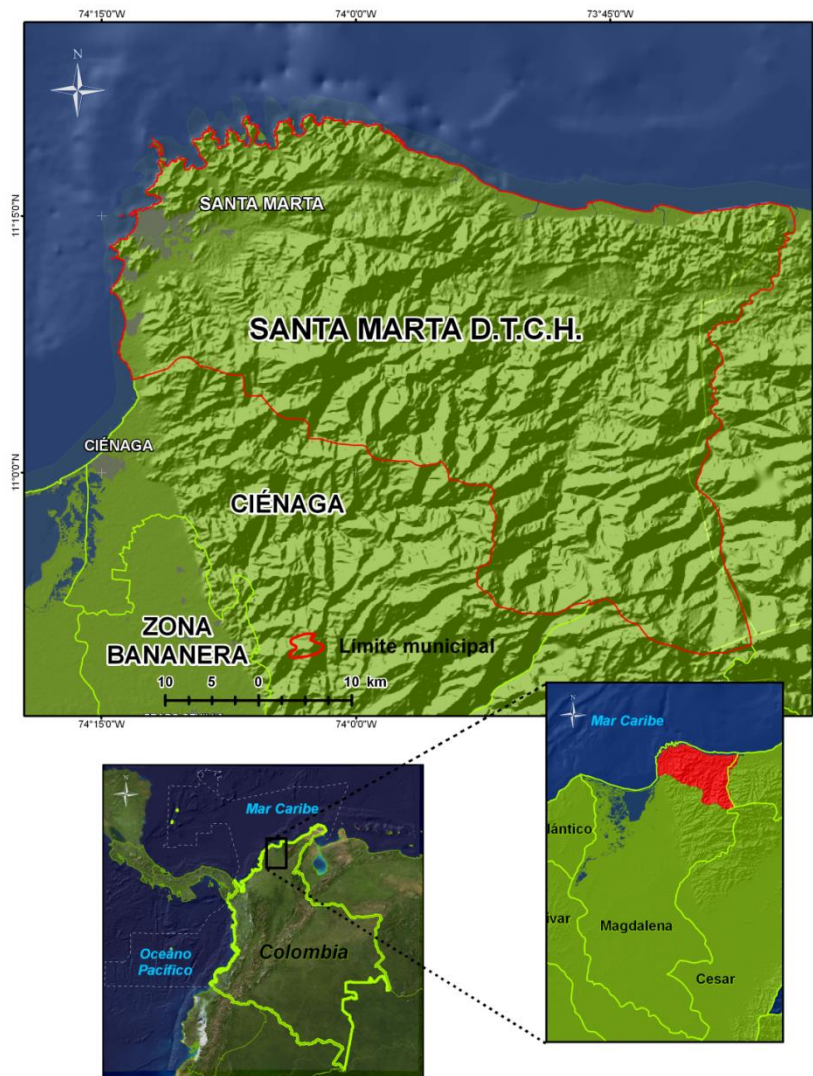 74°15'0"W 74°0'0"W 73°45'0"W
N
11°15'0"N
SANTA MARTA
SANTA MARTA D.T.C.H.
CIÉNAGA
11°0'0"N
CIÉNAGA
ZONA
BANANERA
Límite municipal
10 5 0 10 km
74°15'0"W 74°0'0"W
N
Mar Caribe
lántico
ívar
Magdalena
Cesar
N
Mar Caribe
Oceáno
Pacífico
Colombia